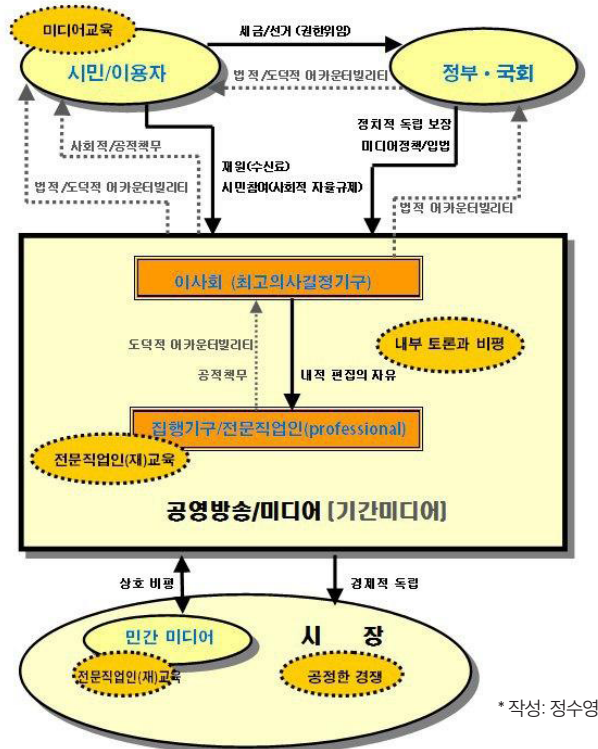 미디어교육
세금/선거 (권한위임)
시민/이용자
법적/도덕적 어카운터빌리티
정부·국회
사회적/공적책무
정치적 독립 보장
미디어정책/입법
재원(수신료)
시민참여(사회적 자율규제)
법적/도덕적 어카운터빌리티
법적 어카운터빌리티
이사회 (최고의사결정기구)
도덕적 어카운터빌리티
공적책무
내적 편집의 자유
내부 토론과 비평
집행기구/전문직업인(professional)
전문직업인(재)교육
공영방송/미디어 [기간미디어]
상호 비평
경제적 독립
민간 미디어
시 장
전문직업인(재)교육
공정한 경쟁
* 작성: 정수영